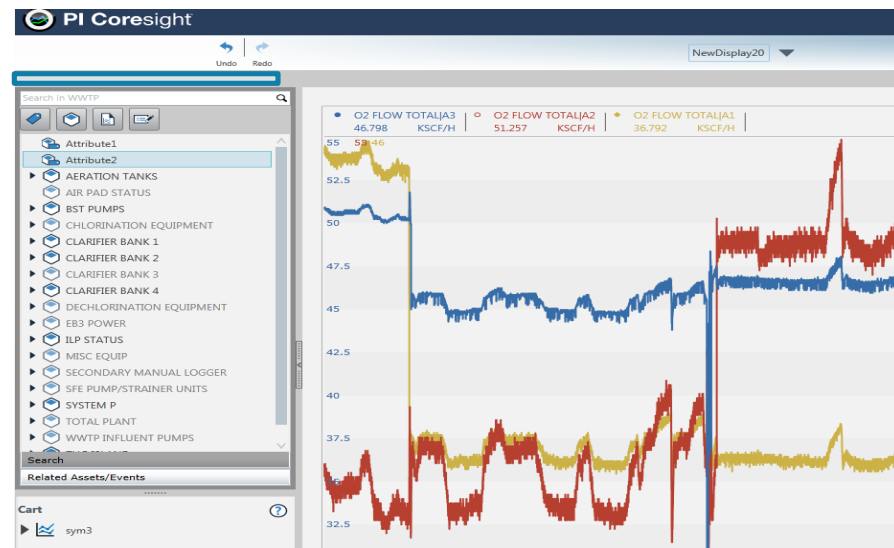 PI Coresight
Undo Redo
NewDisplay20
Search in WWTP
Attribute1
Attribute2
AERATION TANKS
AIR PAD STATUS
BST PUMPS
CHLORINATION EQUIPMENT
CLARIFIER BANK 1
CLARIFIER BANK 2
CLARIFIER BANK 3
CLARIFIER BANK 4
DECHLORINATION EQUIPMENT
EB3 POWER
ILP STATUS
MISC EQUIP
SECONDARY MANUAL LOGGER
SFE PUMP/STRAINER UNITS
SYSTEM P
TOTAL PLANT
WWTP INFLUENT PUMPS
Search
Related Assets/Events
Cart
sym3
O2 FLOW TOTAL|A3 O2 FLOW TOTAL|A2 O2 FLOW TOTAL|A1
46.798 KSCF/H 51.257 KSCF/H 36.792 KSCF/H
55 46
52.5
50
47.5
45
42.5
40
37.5
32.5